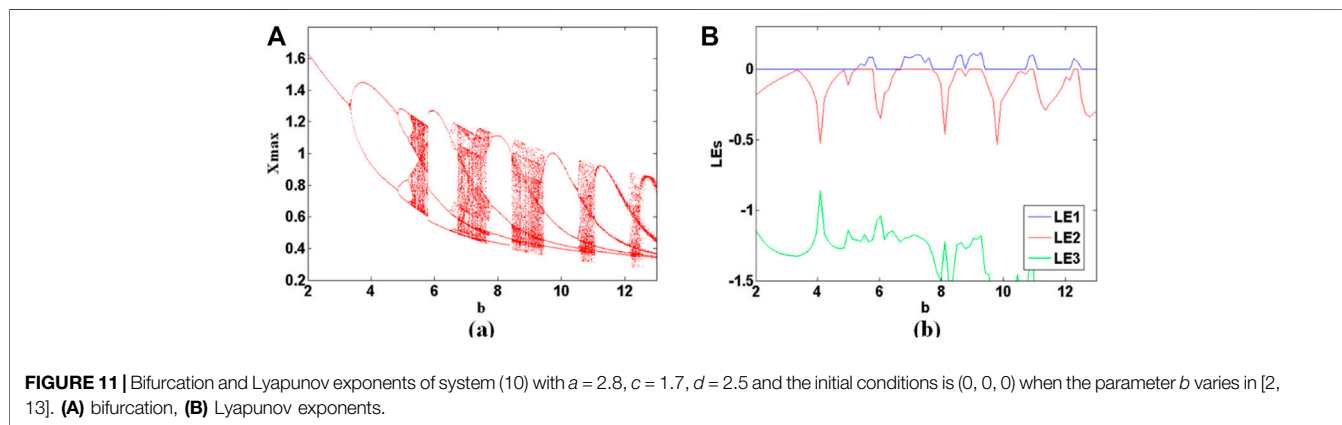 A
1.6
1.4
1.2
1
0.8
0.6
0.4
0.2
Xmax
2 4 6 8 10 12
b
(a)
B
0
-0.5
-1
-1.5
LEs
LE1
LE2
LE3
2 4 6 8 10 12
b
(b)
FIGURE 11 | Bifurcation and Lyapunov exponents of system (10) with a = 2.8, c = 1.7, d = 2.5 and the initial conditions is (0, 0, 0) when the parameter b varies in [2,
13]. (A) bifurcation, (B) Lyapunov exponents.